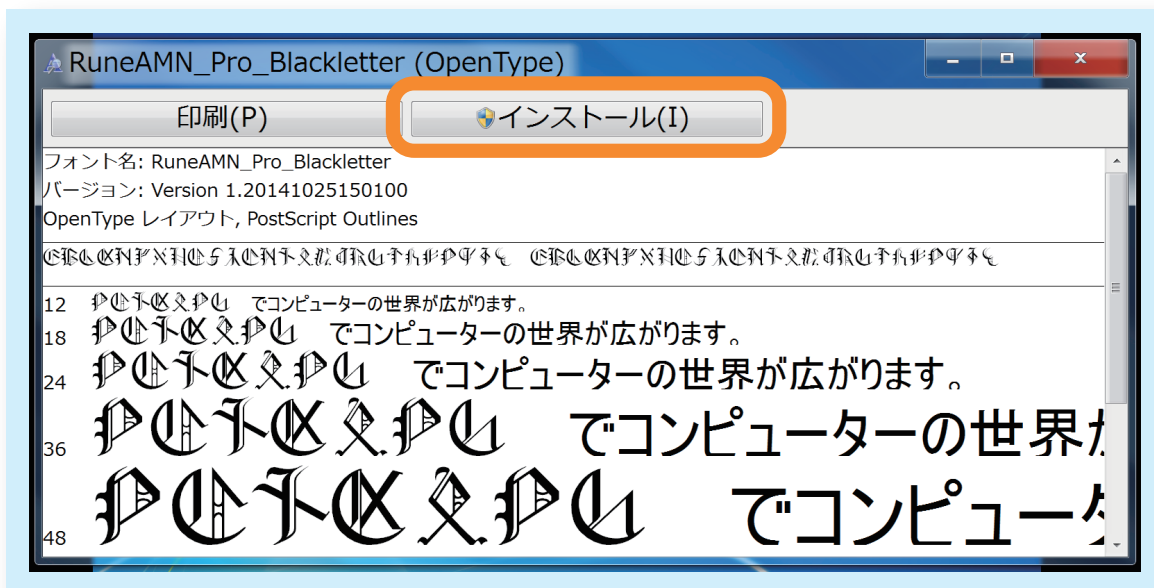 RuneAMN_Pro_Blackletter (OpenType)
印刷(P)
インストール(I)
フォント名: RuneAMN_Pro_Blackletter
バージョン: Version 1.20141025150100
OpenType レイアウト, PostScript Outlines
12 でコンピューターの世界が広がります。
18 でコンピューターの世界が広がります。
24 でコンピューターの世界が広がります。
36 でコンピューターの世界が
48 でコンピュータ